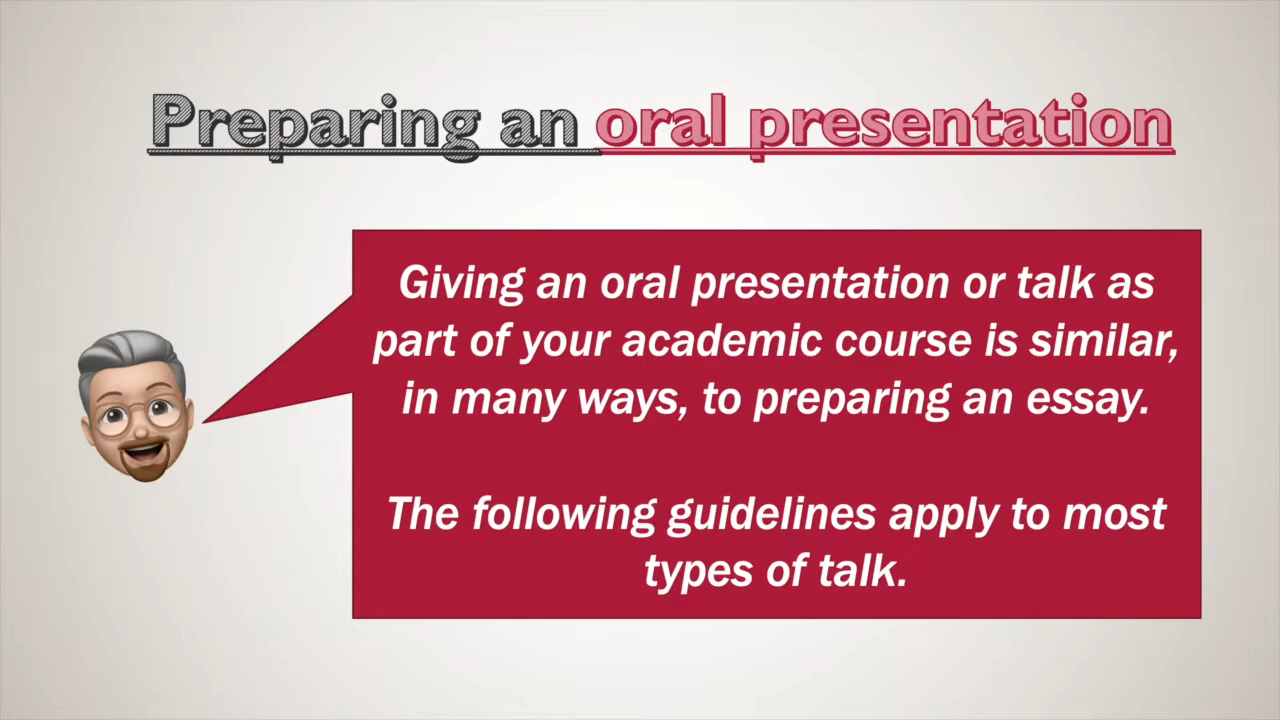 Preparing an oral presentation
Giving an oral presentation or talk as
part of your academic course is similar,
in many ways, to preparing an essay.
The following guidelines apply to most
types of talk.